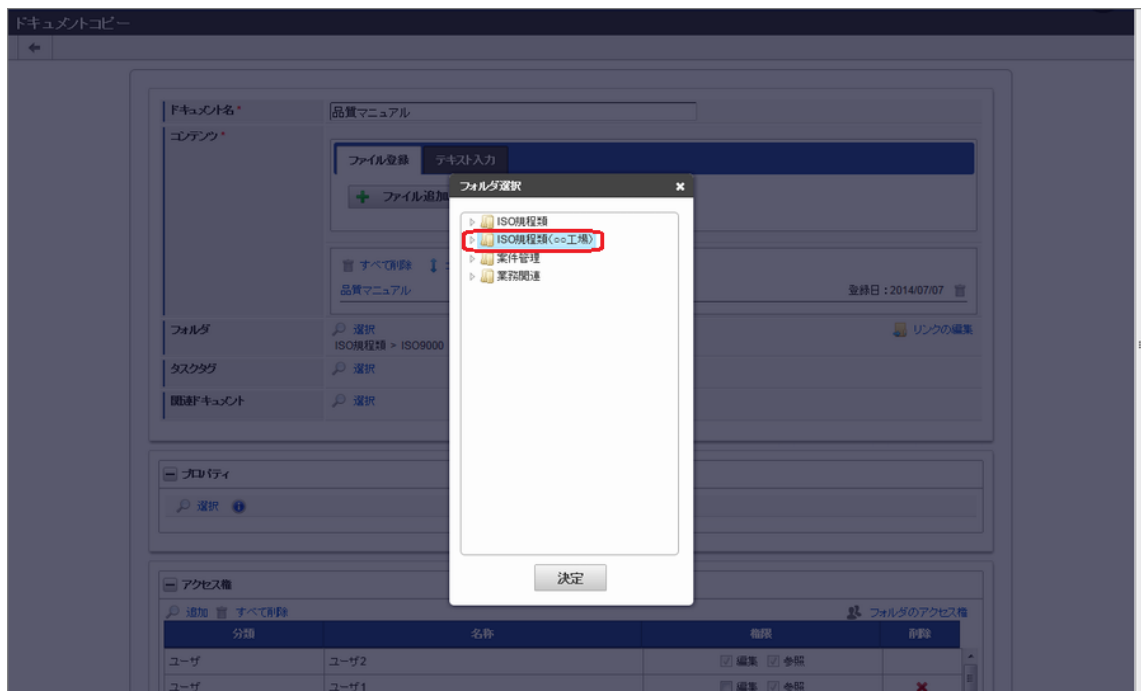 ドキュメントコピー
ドキュメント名*
品質マニュアル
コンテンツ*
ファイル登録 テキスト入力
ファイル追加
すべて削除
品質マニュアル
登録日：2014/07/07
フォルダ
選択
ISO規程類 > ISO9000
リンクの編集
タスクタグ
選択
関連ドキュメント
選択
フォルダ選択
ISO規程類
ISO規程類(○○工場)
案件管理
業務関連
決定
プロパティ
選択
アクセス権
追加 すべて削除
フォルダのアクセス権
分類 名称 権限 削除
ユーザ ユーザ2 編集 参照
ユーザ ユーザ1 編集 参照